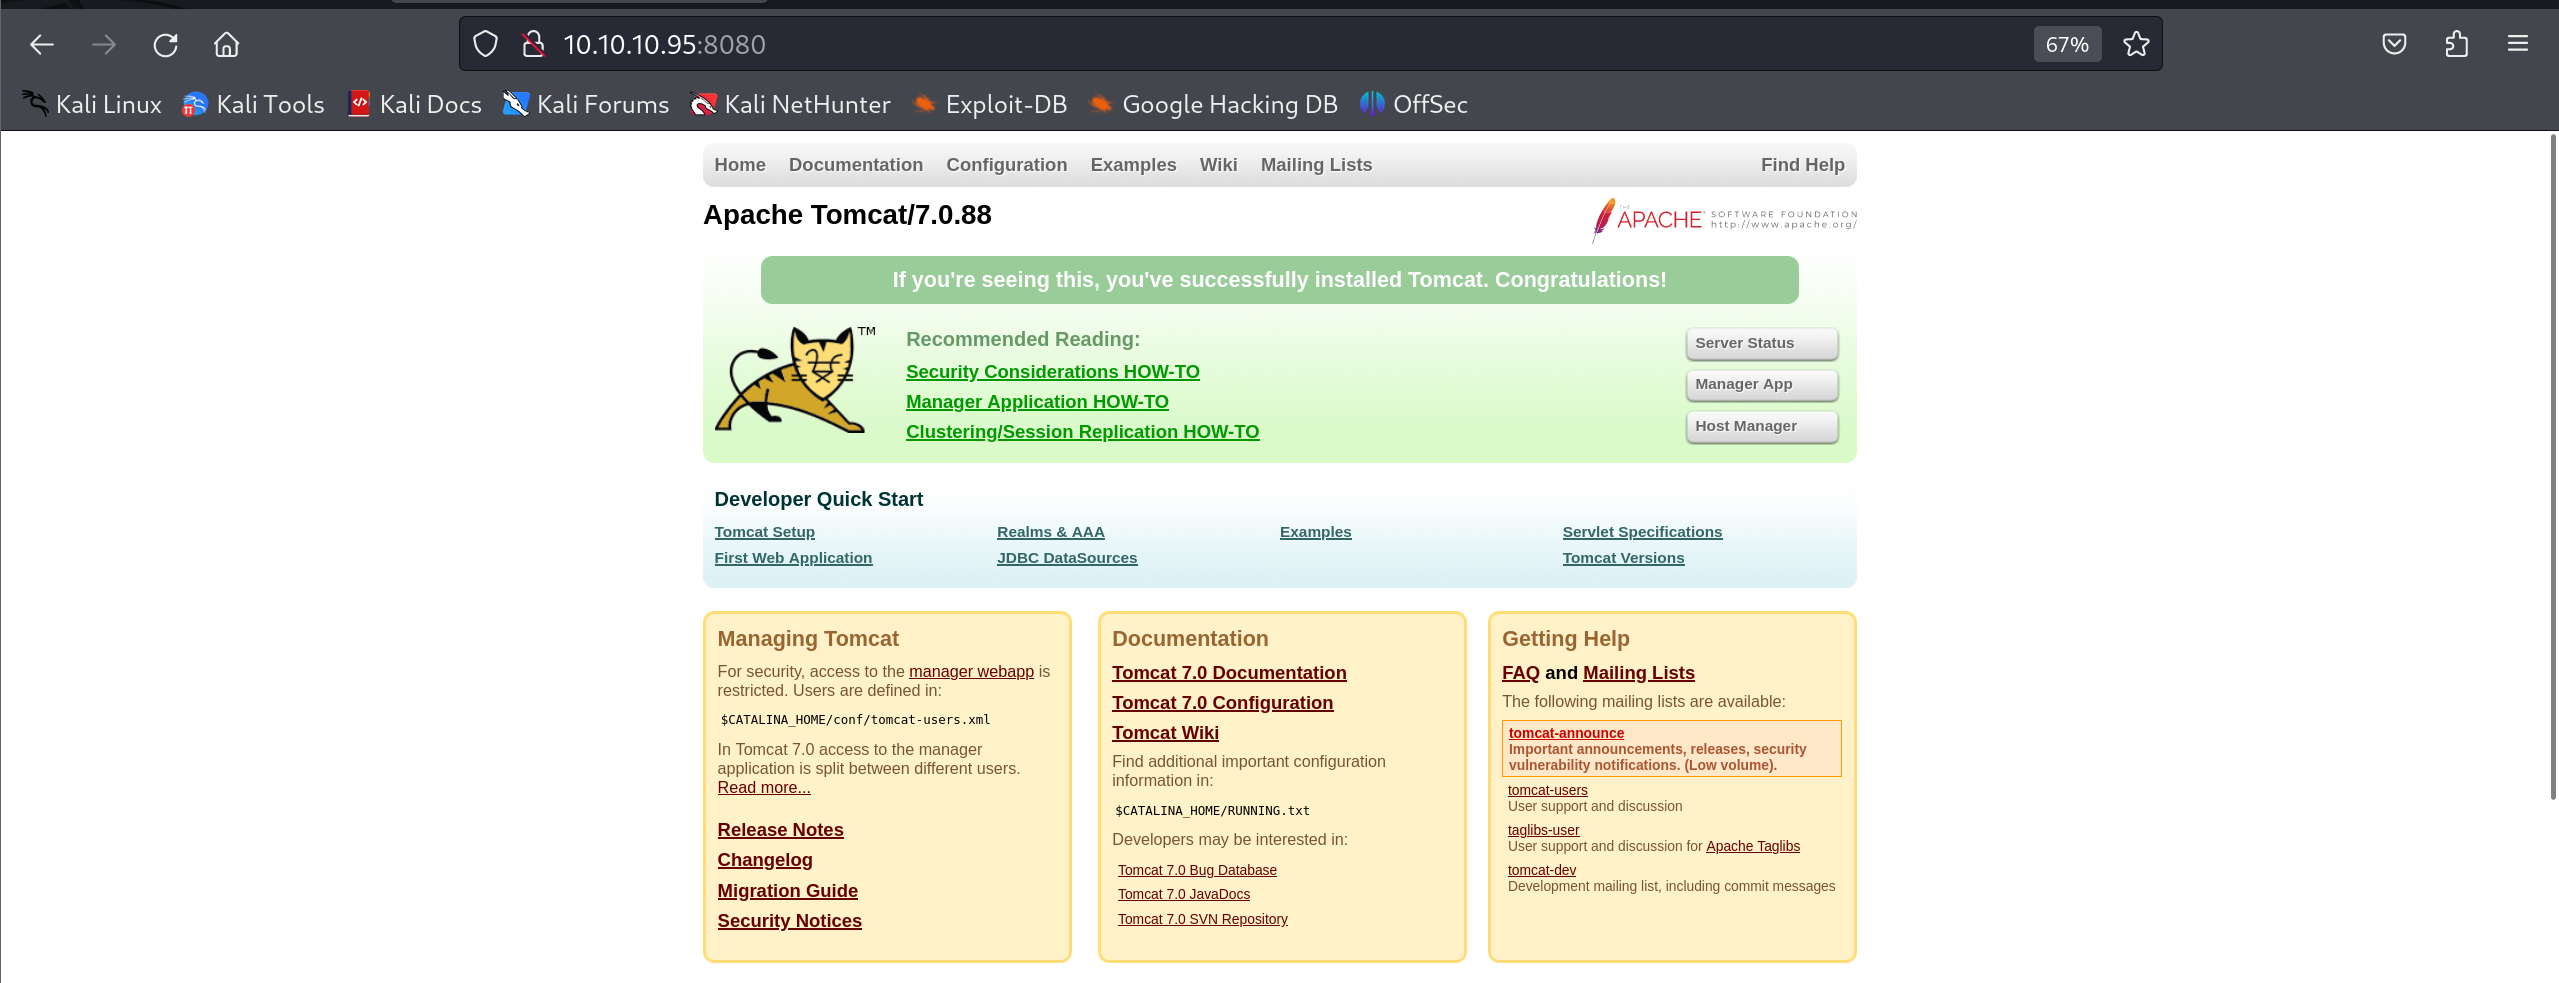 10.10.10.95:8080
67%
Kali Linux Kali Tools Kali Docs Kali Forums Kali NetHunter Exploit-DB Google Hacking DB OffSec
Home Documentation Configuration Examples Wiki Mailing Lists Find Help
Apache Tomcat/7.0.88
THE
APACHE
SOFTWARE FOUNDATION
http://www.apache.org/
If you're seeing this, you've successfully installed Tomcat. Congratulations!
TM
Recommended Reading:
Security Considerations HOW-TO
Manager Application HOW-TO
Clustering/Session Replication HOW-TO
Server Status
Manager App
Host Manager
Developer Quick Start
Tomcat Setup
First Web Application
Realms & AAA
JDBC DataSources
Examples
Servlet Specifications
Tomcat Versions
Managing Tomcat
For security, access to the manager webapp is
restricted. Users are defined in:
$CATALINA_HOME/conf/tomcat-users.xml
In Tomcat 7.0 access to the manager
application is split between different users.
Read more...
Release Notes
Changelog
Migration Guide
Security Notices
Documentation
Tomcat 7.0 Documentation
Tomcat 7.0 Configuration
Tomcat Wiki
Find additional important configuration
information in:
$CATALINA_HOME/RUNNING.txt
Developers may be interested in:
Tomcat 7.0 Bug Database
Tomcat 7.0 JavaDocs
Tomcat 7.0 SVN Repository
Getting Help
FAQ and Mailing Lists
The following mailing lists are available:
tomcat-announce
Important announcements, releases, security
vulnerability notifications. (Low volume).
tomcat-users
User support and discussion
taglibs-user
User support and discussion for Apache Taglibs
tomcat-dev
Development mailing list, including commit messages